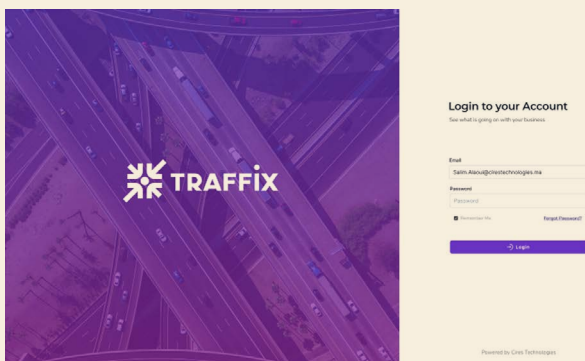 TRAFFIX
Login to your Account
See what is going on with your business
Email
Salim.Alaoui@cirestechnologies.ma
Password
Password
Remember Me
Forgot Password?
Login
Powered by Cires Technologies